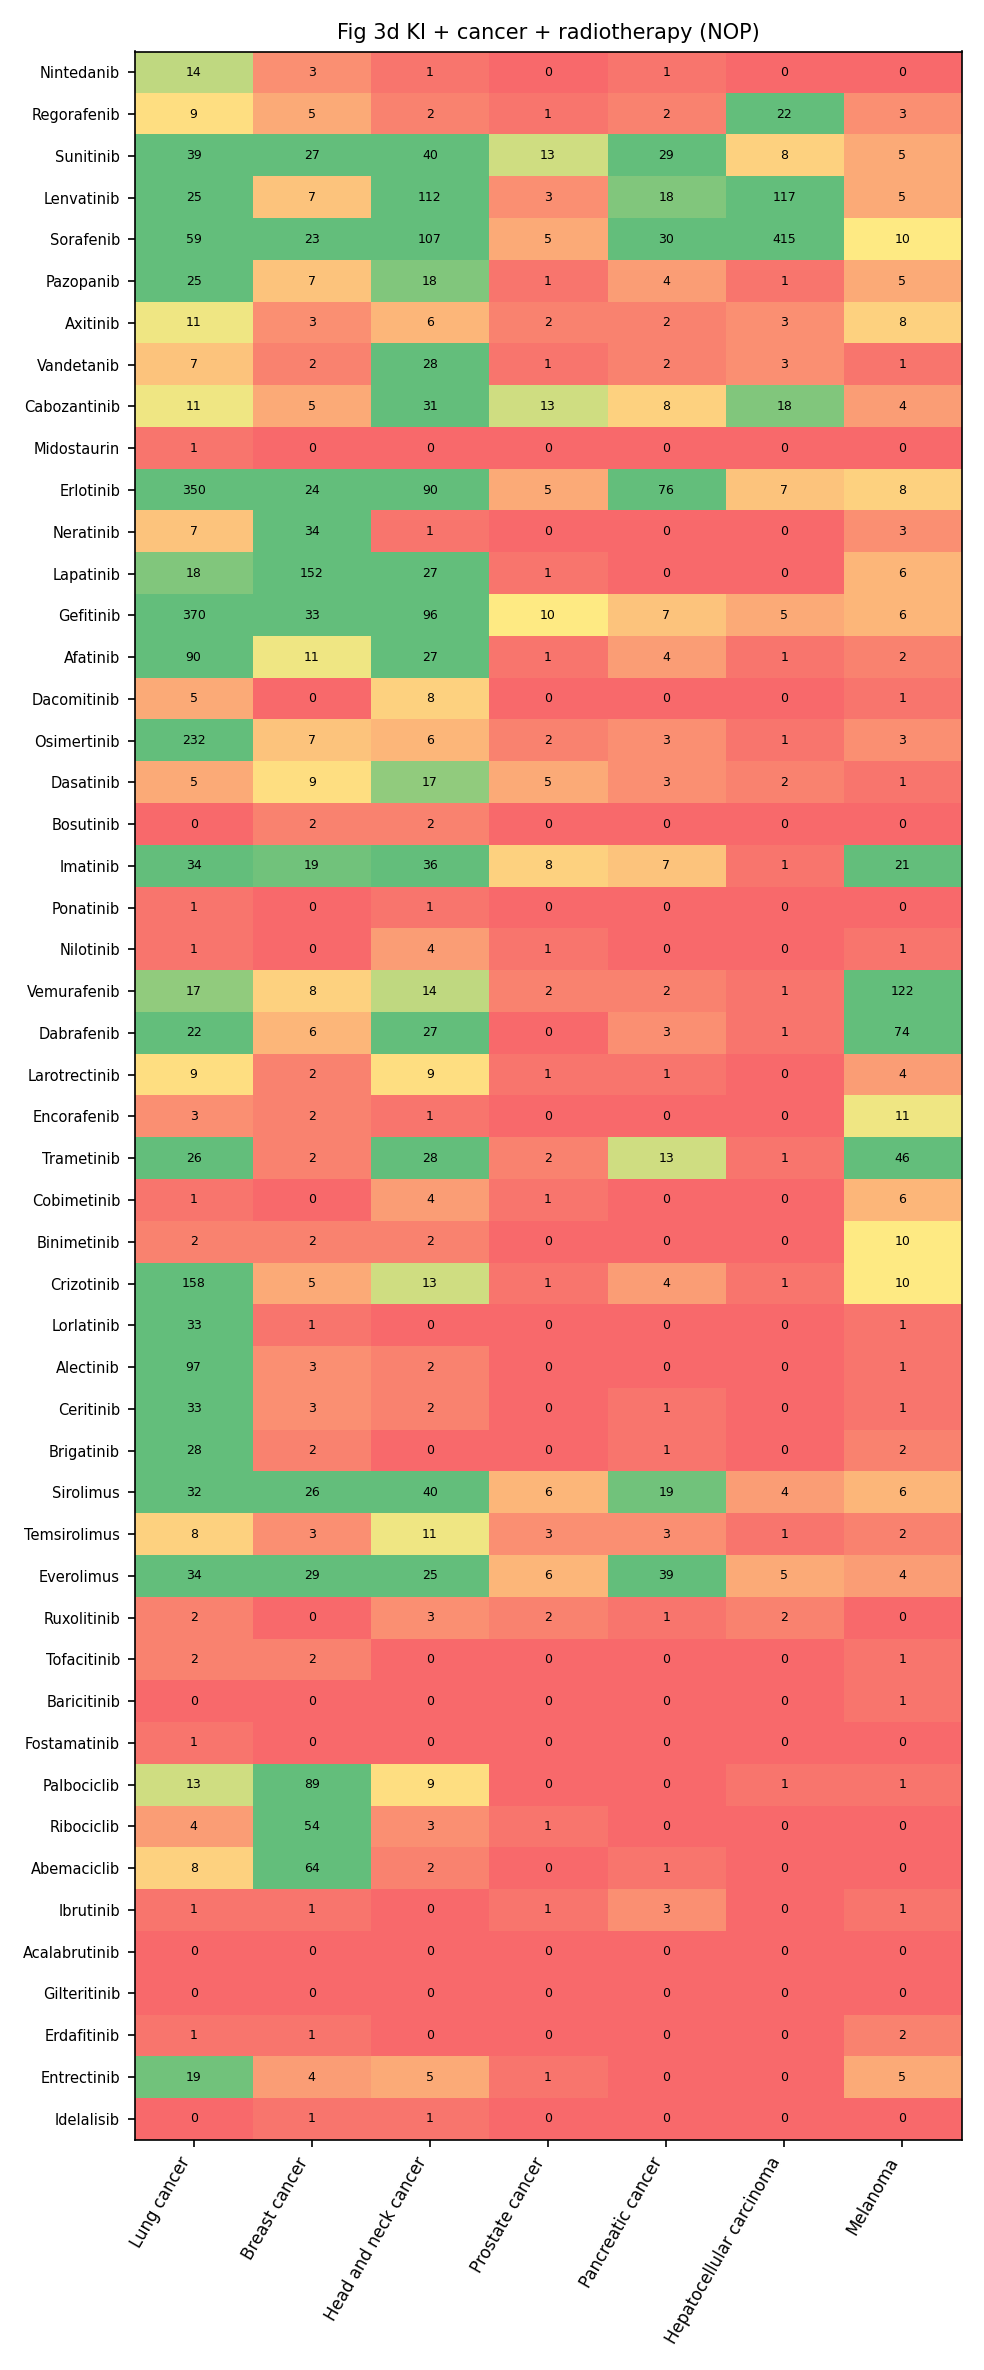 Fig 3d KI + cancer + radiotherapy (NOP)
Nintedanib 14 3 1 0 1 0 0
Regorafenib 9 5 2 1 2 22 3
Sunitinib 39 27 40 13 29 8 5
Lenvatinib 25 7 112 3 18 117 5
Sorafenib 59 23 107 5 30 415 10
Pazopanib 25 7 18 1 4 1 5
Axitinib 11 3 6 2 2 3 8
Vandetanib 7 2 28 1 2 3 1
Cabozantinib 11 5 31 13 8 18 4
Midostaurin 1 0 0 0 0 0 0
Erlotinib 350 24 90 5 76 7 8
Neratinib 7 34 1 0 0 0 3
Lapatinib 18 152 27 1 0 0 6
Gefitinib 370 33 96 10 7 5 6
Afatinib 90 11 27 1 4 1 2
Dacomitinib 5 0 8 0 0 0 1
Osimertinib 232 7 6 2 3 1 3
Dasatinib 5 9 17 5 3 2 1
Bosutinib 0 2 2 0 0 0 0
Imatinib 34 19 36 8 7 1 21
Ponatinib 1 0 1 0 0 0 0
Nilotinib 1 0 4 1 0 0 1
Vemurafenib 17 8 14 2 2 1 122
Dabrafenib 22 6 27 0 3 1 74
Larotrectinib 9 2 9 1 1 0 4
Encorafenib 3 2 1 0 0 0 11
Trametinib 26 2 28 2 13 1 46
Cobimetinib 1 0 4 1 0 0 6
Binimetinib 2 2 2 0 0 0 10
Crizotinib 158 5 13 1 4 1 10
Lorlatinib 33 1 0 0 0 0 1
Alectinib 97 3 2 0 0 0 1
Ceritinib 33 3 2 0 1 0 1
Brigatinib 28 2 0 0 1 0 2
Sirolimus 32 26 40 6 19 4 6
Temsirolimus 8 3 11 3 3 1 2
Everolimus 34 29 25 6 39 5 4
Ruxolitinib 2 0 3 2 1 2 0
Tofacitinib 2 2 0 0 0 0 1
Baricitinib 0 0 0 0 0 0 1
Fostamatinib 1 0 0 0 0 0 0
Palbociclib 13 89 9 0 0 1 1
Ribociclib 4 54 3 1 0 0 0
Abemaciclib 8 64 2 0 1 0 0
Ibrutinib 1 1 0 1 3 0 1
Acalabrutinib 0 0 0 0 0 0 0
Gilteritinib 0 0 0 0 0 0 0
Erdafitinib 1 1 0 0 0 0 2
Entrectinib 19 4 5 1 0 0 5
Idelalisib 0 1 1 0 0 0 0
Lung cancer
Breast cancer
Head and neck cancer
Prostate cancer
Pancreatic cancer
Hepatocellular carcinoma
Melanoma